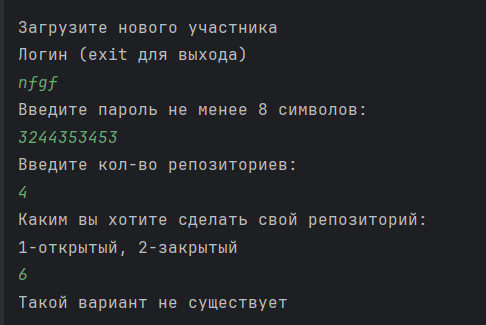 Загрузите нового участника
Логин (exit для выхода)
nfgf
Введите пароль не менее 8 символов:
3244353453
Введите кол-во репозиториев:
4
Каким вы хотите сделать свой репозиторий:
1-открытый, 2-закрытый
6
Такой вариант не существует